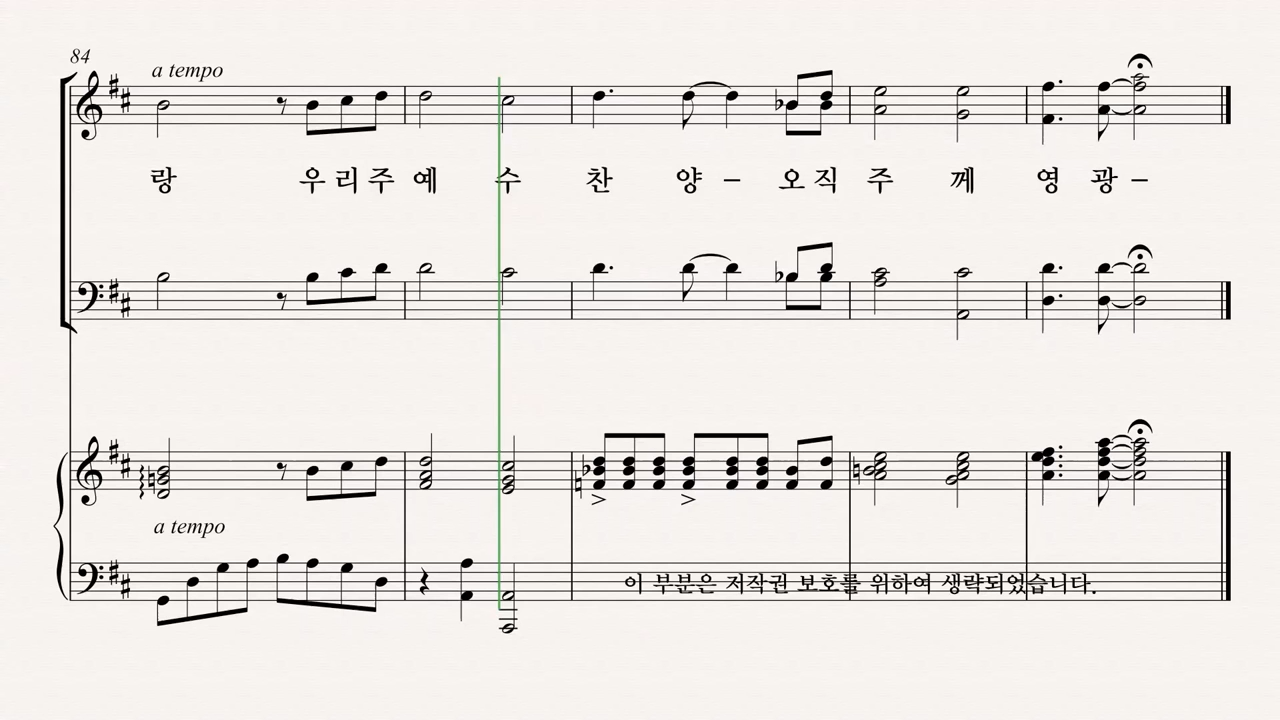 84
a tempo
랑 우 리 주 예 수 찬 양 – 오 직 주 께 영 광 –
a tempo
이 부분은 저작권 보호를 위하여 생략되었습니다.